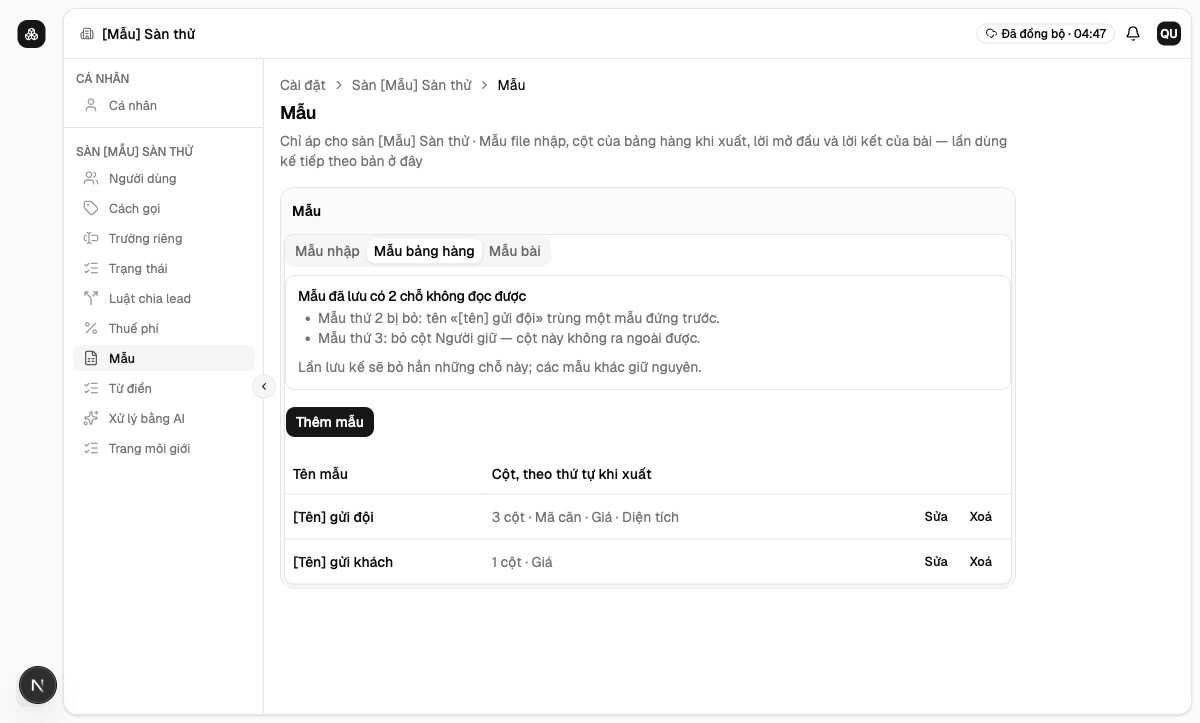 [Mẫu] Sàn thử
Đã đồng bộ · 04:47
QU
CÁ NHÂN
Cá nhân
SÀN [MẪU] SÀN THỬ
Người dùng
Cách gọi
Trường riêng
Trạng thái
Luật chia lead
Thuế phí
Mẫu
Từ điển
Xử lý bằng AI
Trang môi giới
N
Cài đặt > Sàn [Mẫu] Sàn thử > Mẫu
Mẫu
Chỉ áp cho sàn [Mẫu] Sàn thử · Mẫu file nhập, cột của bảng hàng khi xuất, lời mở đầu và lời kết của bài — lần dùng
kế tiếp theo bản ở đây
Mẫu
Mẫu nhập Mẫu bảng hàng Mẫu bài
Mẫu đã lưu có 2 chỗ không đọc được
• Mẫu thứ 2 bị bỏ: tên «[tên] gửi đội» trùng một mẫu đứng trước.
• Mẫu thứ 3: bỏ cột Người giữ — cột này không ra ngoài được.
Lần lưu kế sẽ bỏ hẳn những chỗ này; các mẫu khác giữ nguyên.
Thêm mẫu
Tên mẫu Cột, theo thứ tự khi xuất
[Tên] gửi đội 3 cột · Mã căn · Giá · Diện tích Sửa Xoá
[Tên] gửi khách 1 cột · Giá Sửa Xoá